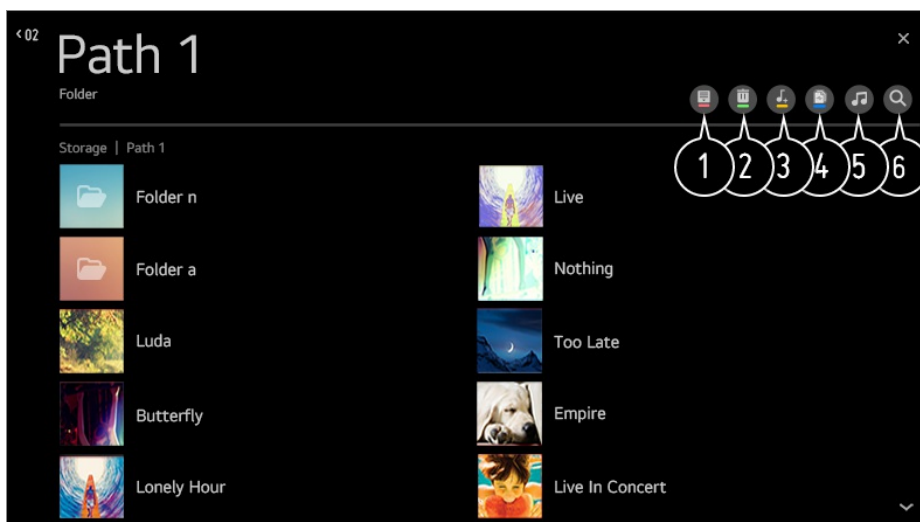 <02
Path 1
Folder
1 2 3 4 5 6
Storage | Path 1
Folder n
Live
Folder a
Nothing
Luda
Too Late
Butterfly
Empire
Lonely Hour
Live In Concert